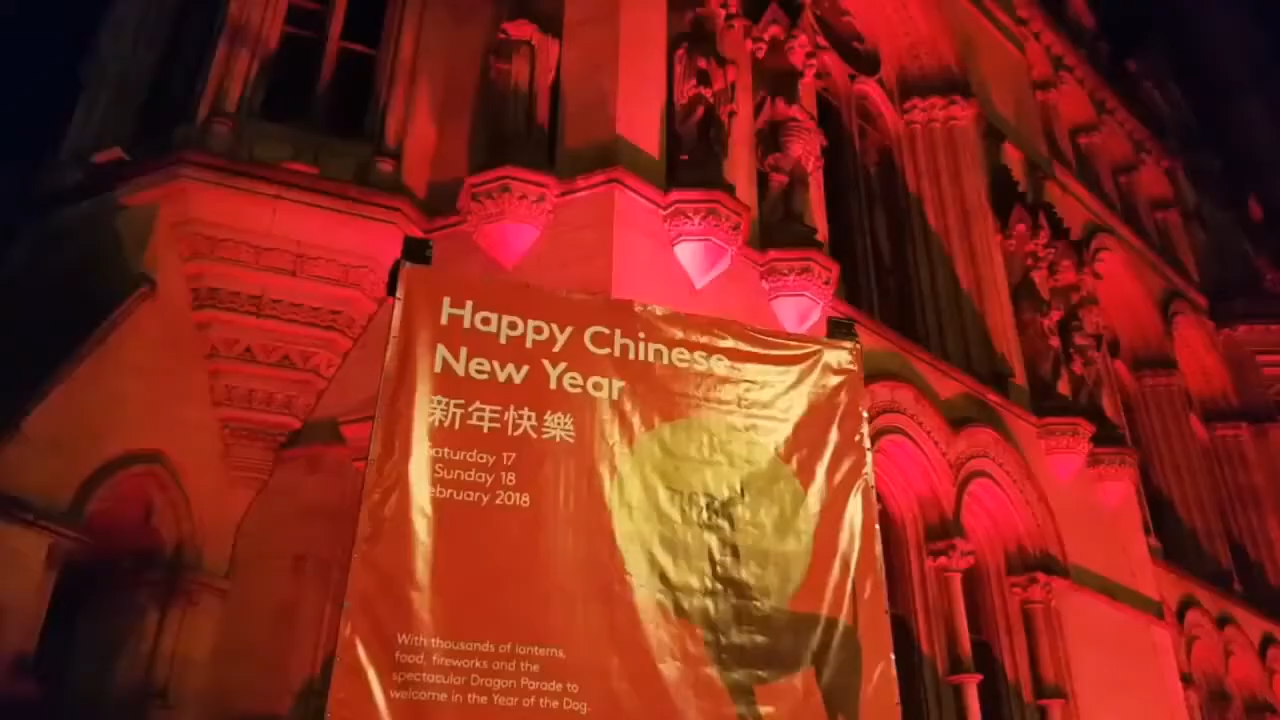 Happy Chinese
New Year
新年快樂
Saturday 17
Sunday 18
February 2018
With thousands of lanterns,
food, fireworks and the
spectacular Dragon Parade to
welcome in the Year of the Dog.